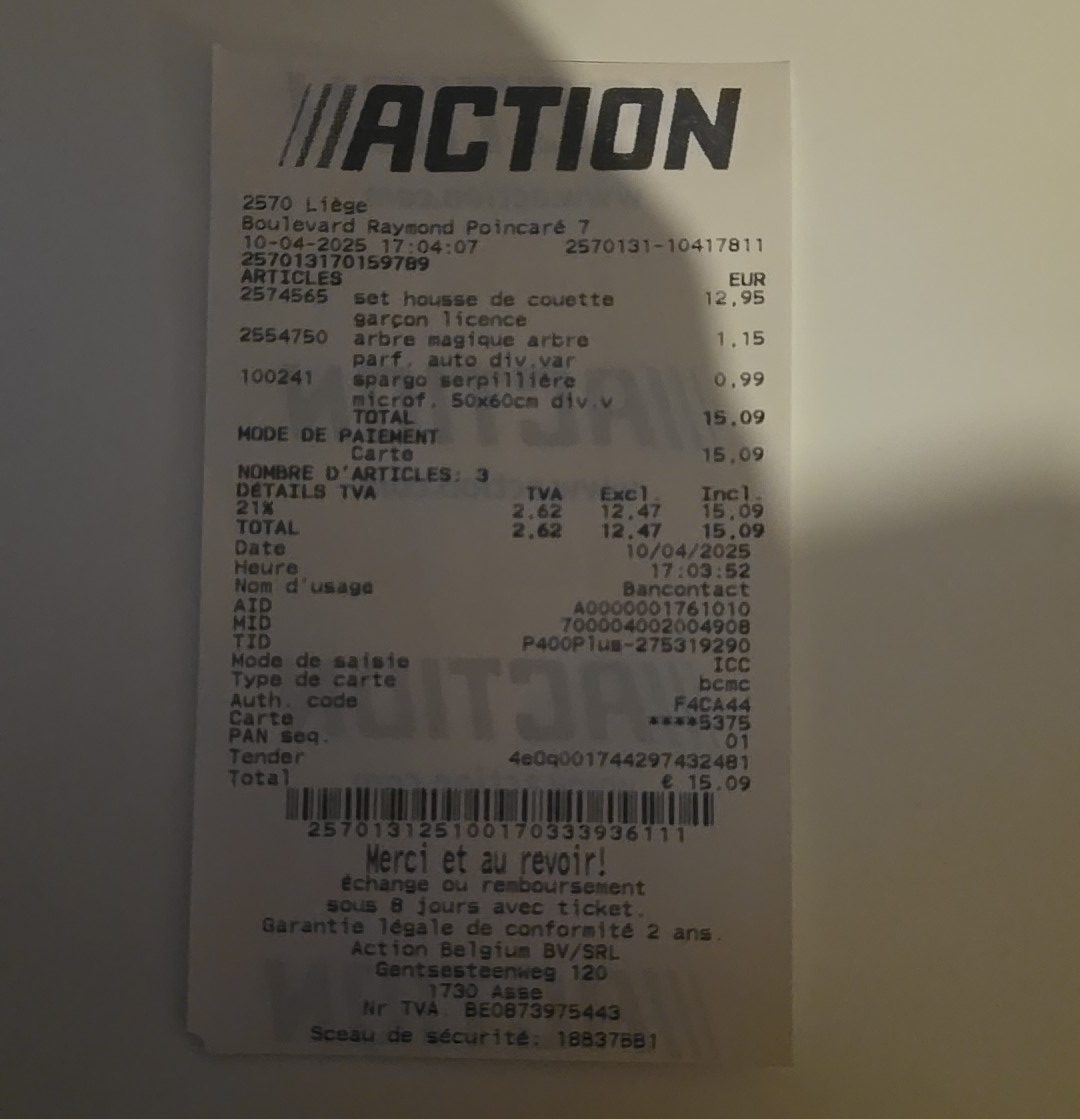 ACTION
2570 Liège
Boulevard Raymond Poincaré 7
10-04-2025 17:04:07 2570131-10417811
257013170159789
ARTICLES EUR
2574565 set housse de couette 12,95
garçon licence
2554750 arbre magique arbre 1,15
parf. auto div.var
100241 spargo serpillière 0,99
microf. 50x60cm div.v
TOTAL 15,09
MODE DE PAIEMENT
Carte 15,09
NOMBRE D'ARTICLES: 3
DÉTAILS TVA TVA Excl. Incl.
21% 2,62 12,47 15,09
TOTAL 2,62 12,47 15,09
Date 10/04/2025
Heure 17:03:52
Nom d'usage Bancontact
AID A0000001761010
MID 700004002004908
TID P400Plus-275319290
Mode de saisie ICC
Type de carte bcmc
Auth. code F4CA44
Carte ****5375
PAN seq. 01
Tender 4e0q001744297432481
Total € 15.09
257013125100170333936111
Merci et au revoir!
Échange ou remboursement
sous 8 jours avec ticket.
Garantie légale de conformité 2 ans.
Action Belgium BV/SRL
Gentsesteenweg 120
1730 Asse
Nr TVA. BE0873975443
Sceau de sécurité: